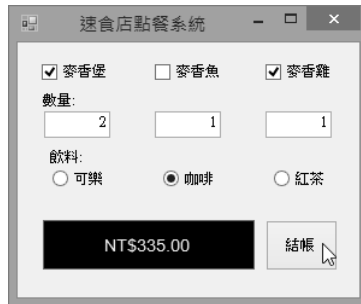 速食店點餐系統
麥香堡 麥香魚 麥香雞
數量:
2 1 1
飲料:
可樂 咖啡 紅茶
NT$335.00 結帳